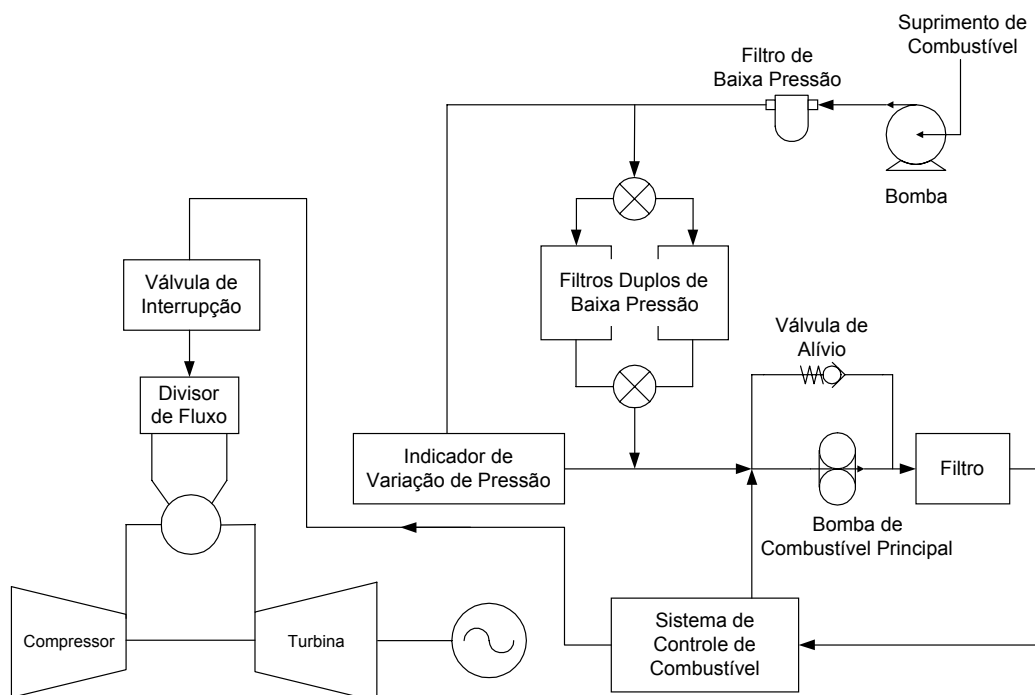 Suprimento de
Combustível
Filtro de
Baixa Pressão
Bomba
Válvula de
Interrupção
Filtros Duplos de
Baixa Pressão
Válvula de
Alívio
Divisor
de Fluxo
Indicador de
Variação de Pressão
Filtro
Bomba de
Combustível Principal
Compressor
Turbina
Sistema de
Controle de
Combustível